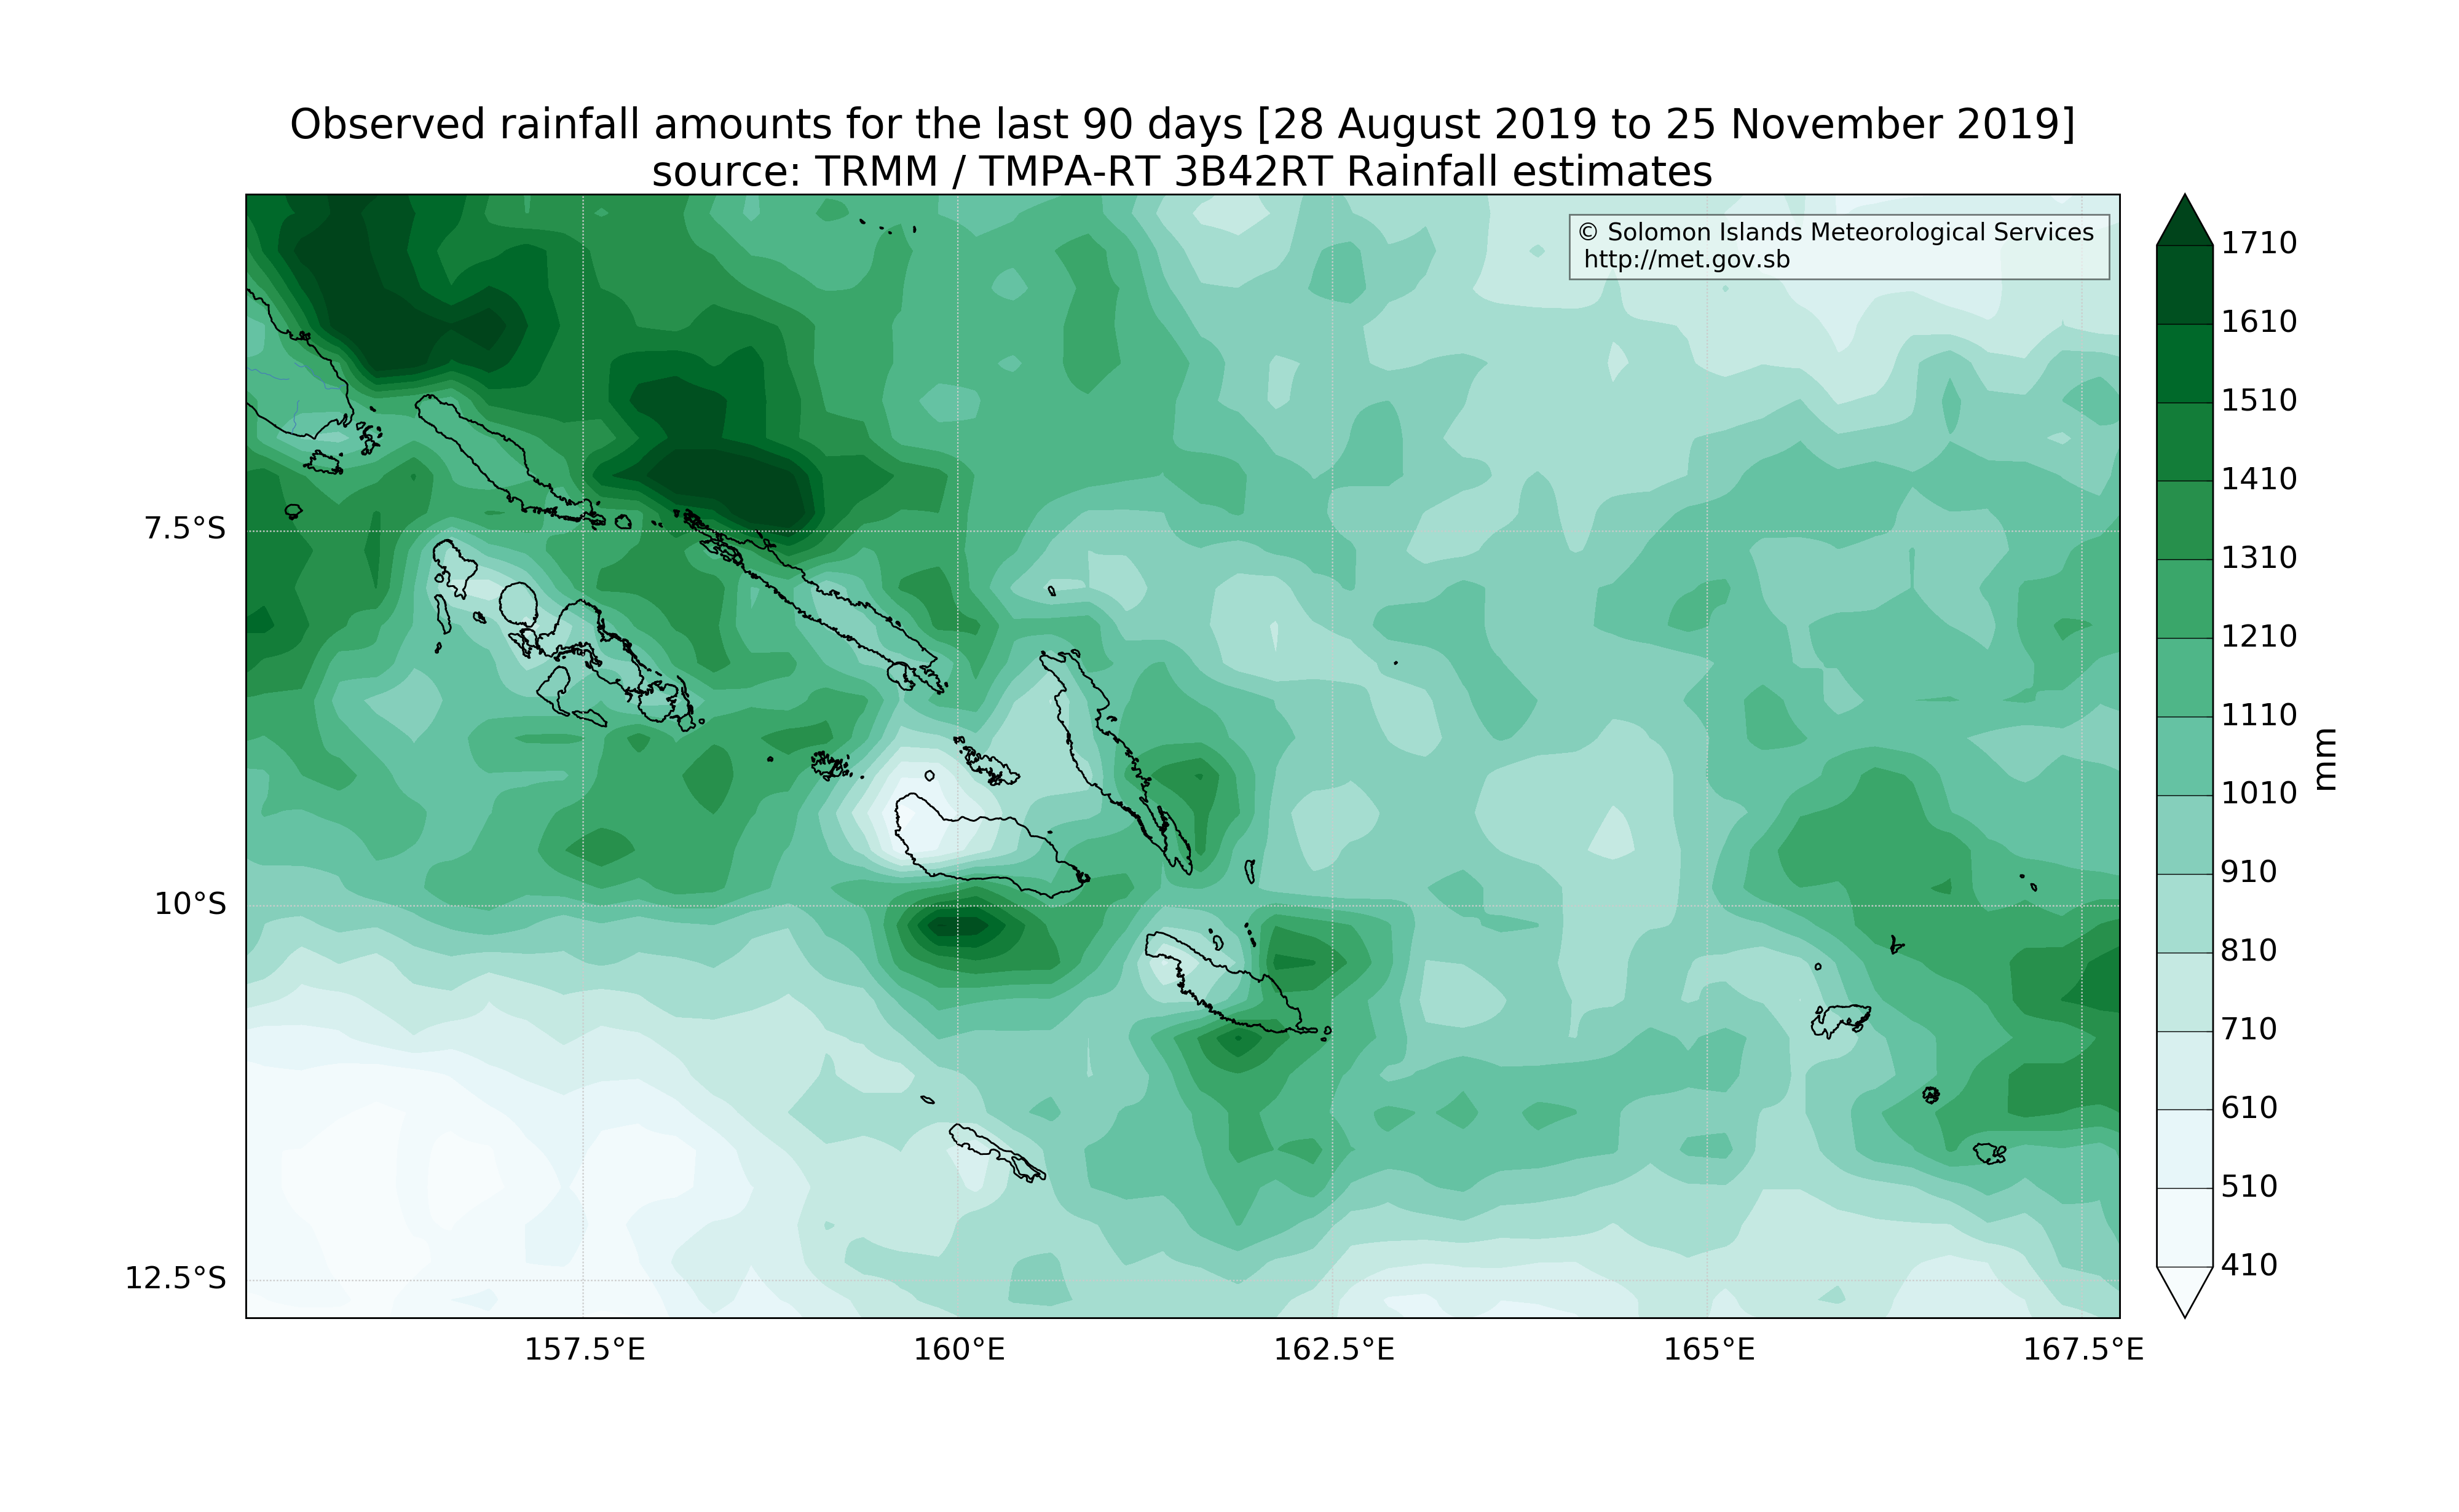 Observed rainfall amounts for the last 90 days [28 August 2019 to 25 November 2019]
source: TRMM / TMPA-RT 3B42RT Rainfall estimates
© Solomon Islands Meteorological Services
http://met.gov.sb
7.5°S
10°S
12.5°S
157.5°E
160°E
162.5°E
165°E
167.5°E
1710
1610
1510
1410
1310
1210
1110
1010
910
810
710
610
510
410
mm